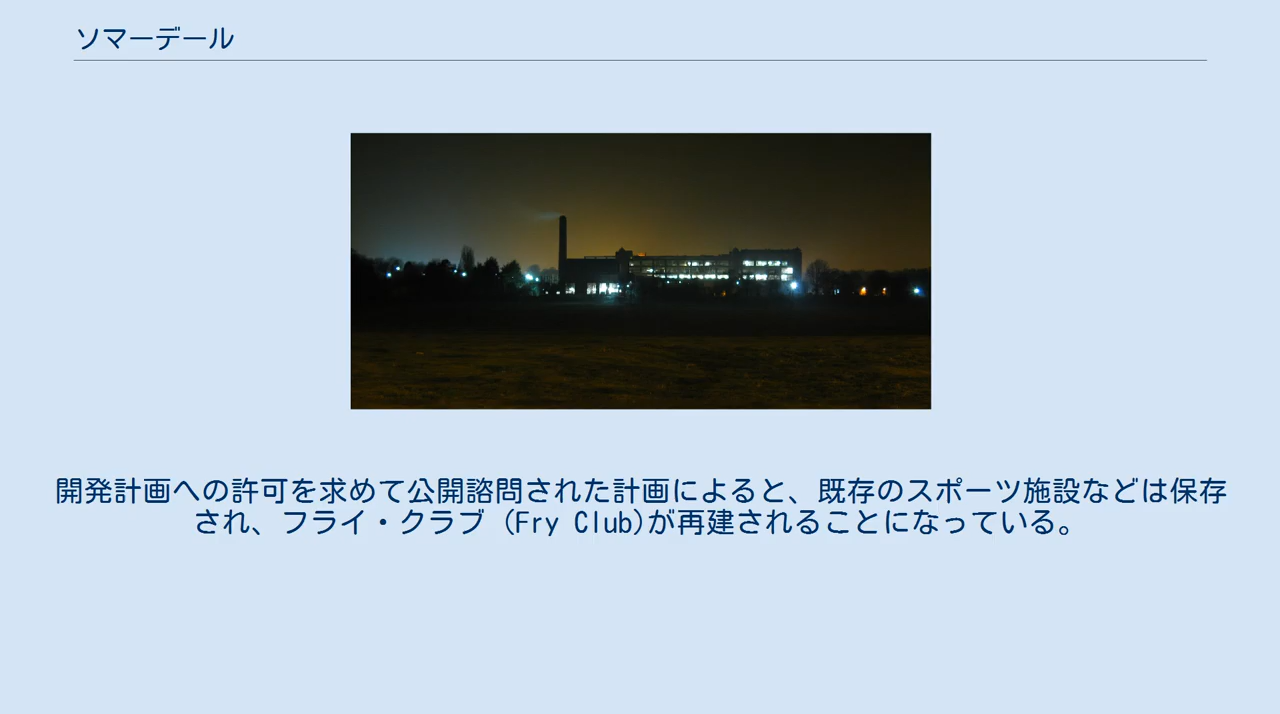 ソマーデール
開発計画への許可を求めて公開諮問された計画によると、既存のスポーツ施設などは保存
され、フライ・クラブ (Fry Club)が再建されることになっている。